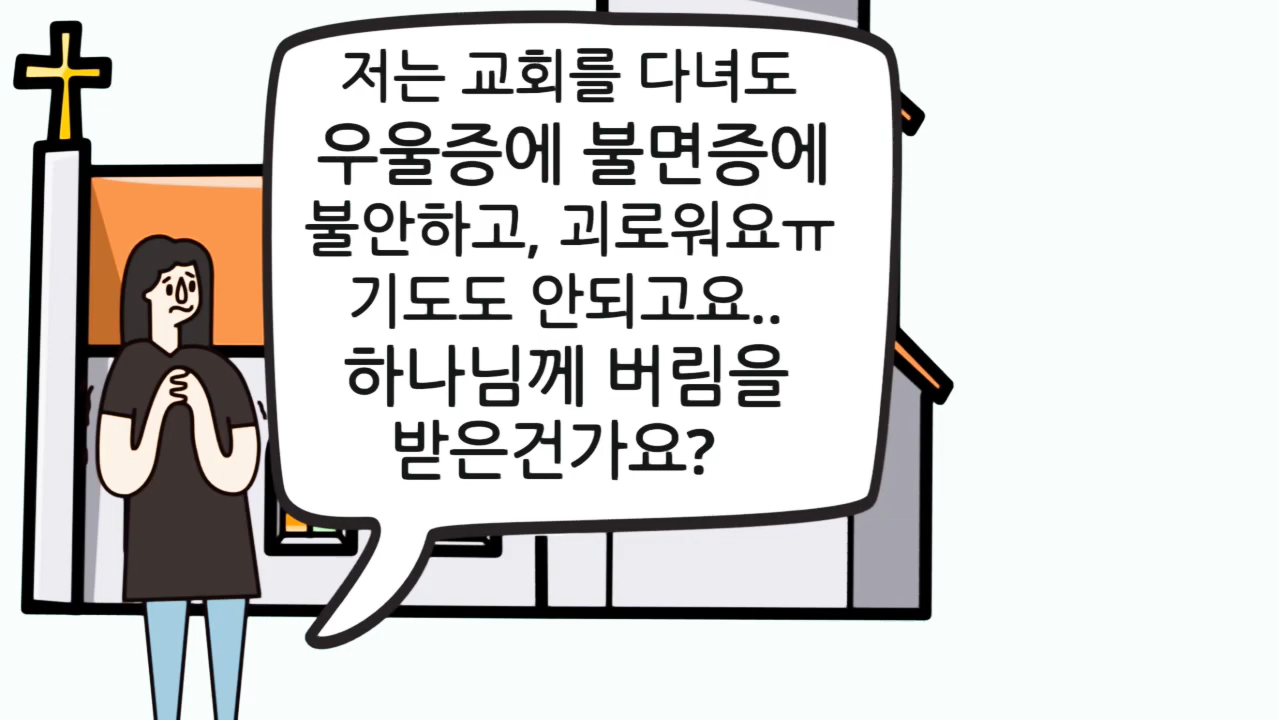 저는 교회를 다녀도
우울증에 불면증에
불안하고, 괴로워요ㅠ
기도도 안되고요..
하나님께 버림을
받은건가요?